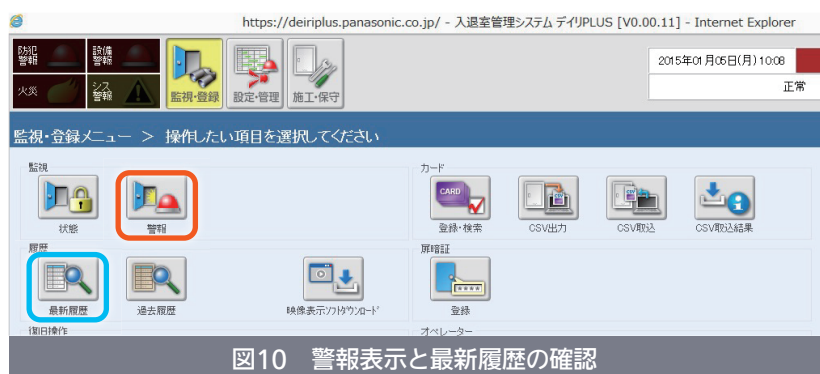 https://deiriplus.panasonic.co.jp/ - 入退室管理システム デイリPLUS [V0.00.11] - Internet Explorer
防犯警報
設備警報
火災
シス警報
監視・登録
設定・管理
施工・保守
2015年01月05日(月) 10:08
正常
監視・登録メニュー > 操作したい項目を選択してください
監視
状態
警報
カード
CARD
登録・検索
CSV出力
CSV取込
CSV取込結果
履歴
最新履歴
過去履歴
映像表示ソフトダウンロード
扉暗証
****
登録
復旧操作
オペレーター
図10 警報表示と最新履歴の確認